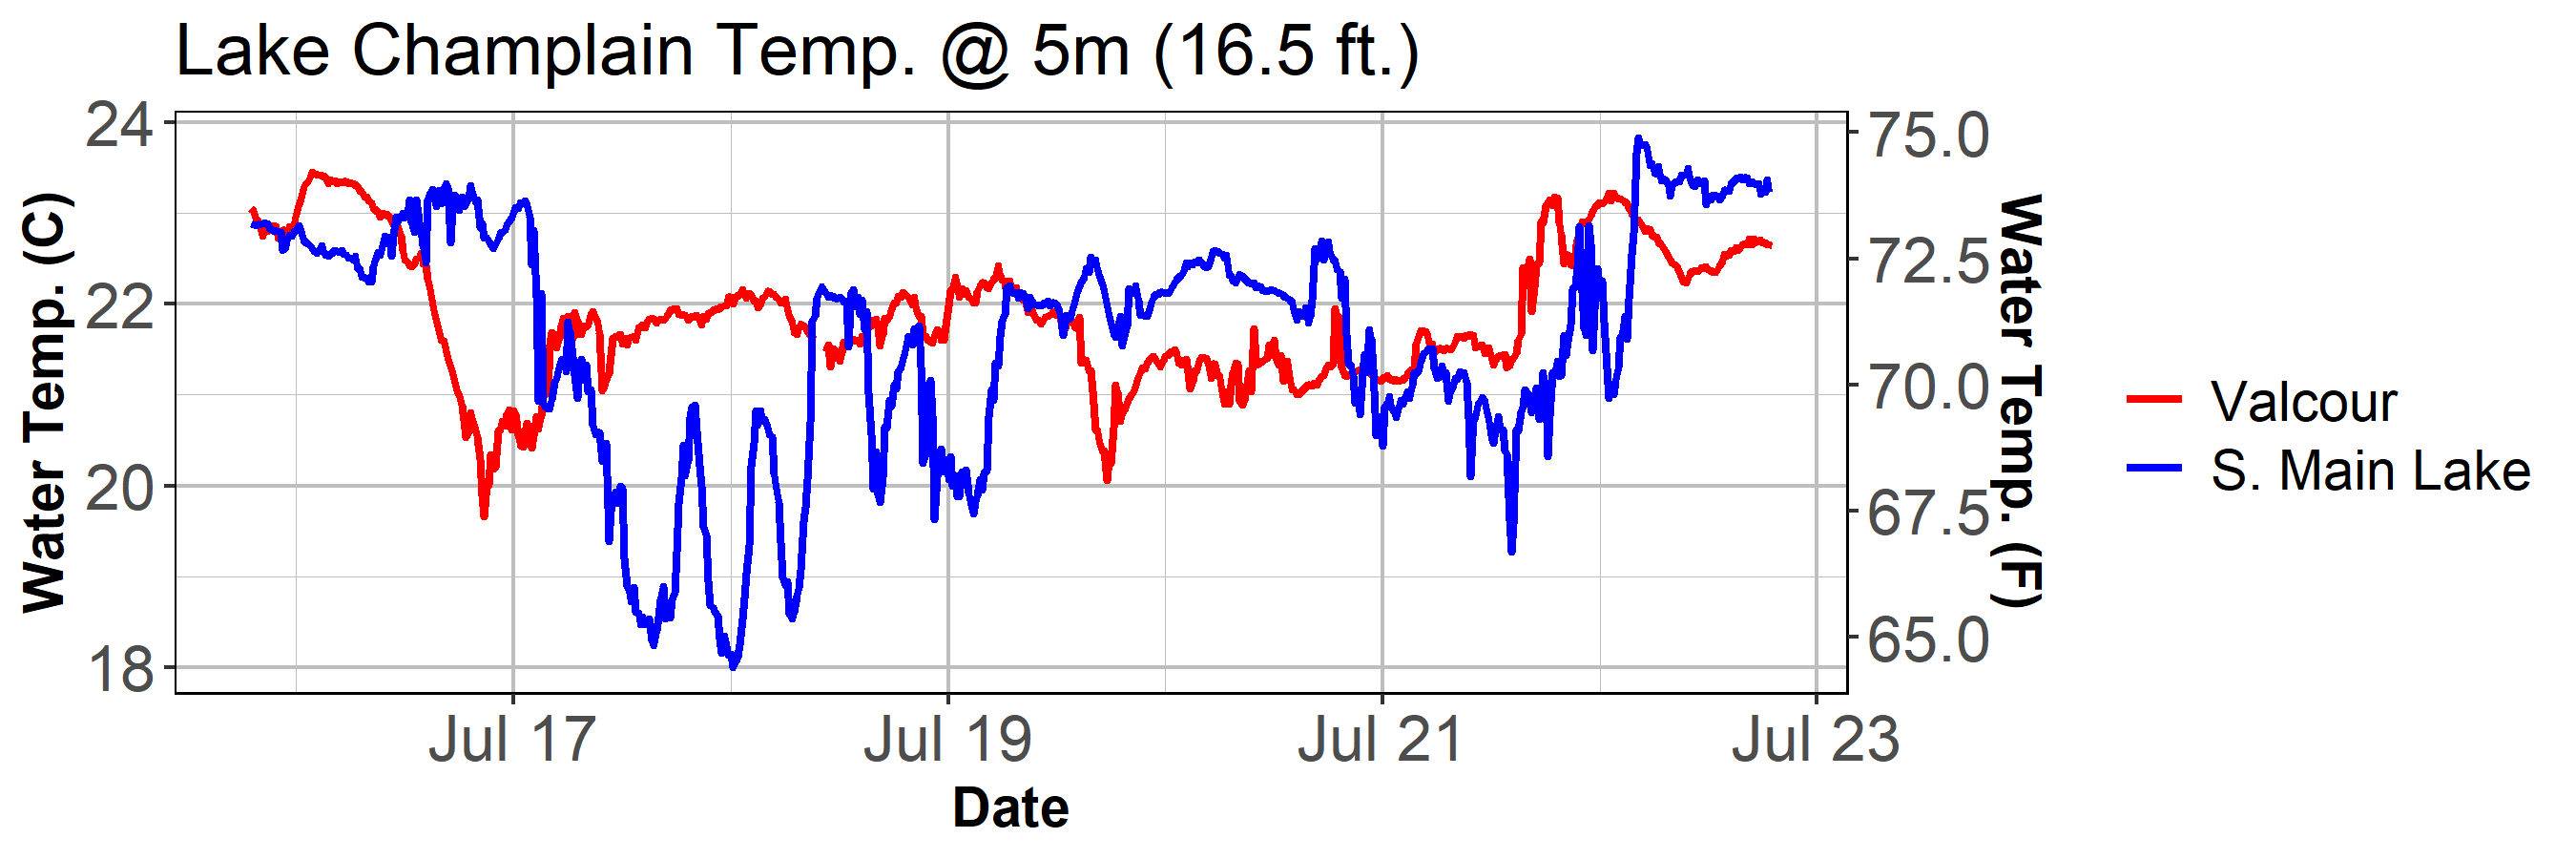 Lake Champlain Temp. @ 5m (16.5 ft.)
Water Temp. (C)
24
22
20
18
75.0
72.5
70.0
67.5
65.0
Water Temp. (F)
Jul 17
Jul 19
Jul 21
Jul 23
Date
Valcour
S. Main Lake